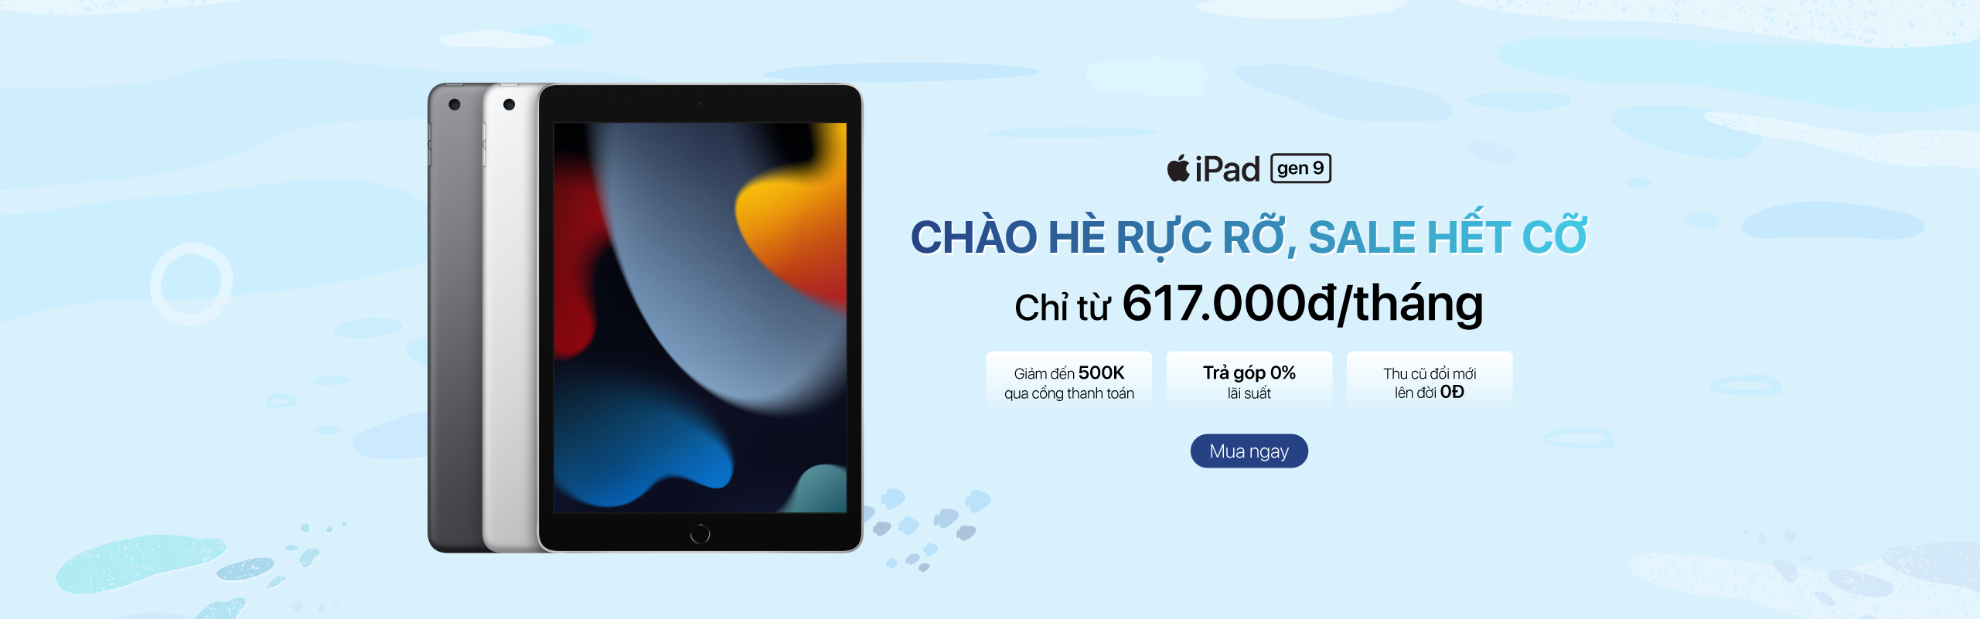 iPad gen 9
CHÀO HÈ RỰC RỠ, SALE HẾT CỠ
Chỉ từ 617.000đ/tháng
Giảm đến 500K
qua cổng thanh toán
Trả góp 0%
lãi suất
Thu cũ đổi mới
lên đời 0Đ
Mua ngay